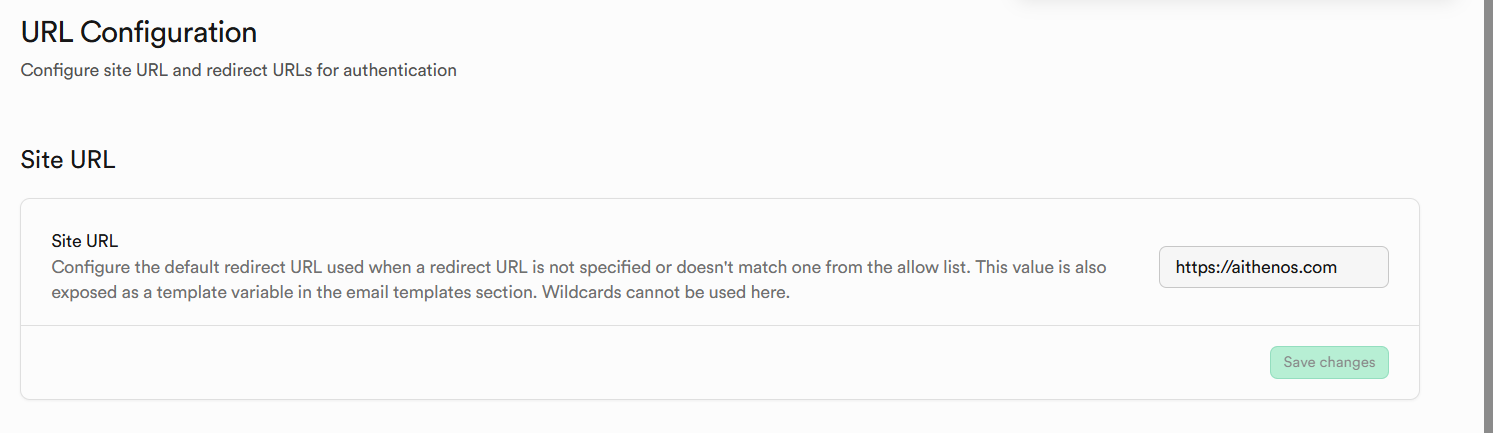 URL Configuration
Configure site URL and redirect URLs for authentication
Site URL
Site URL
Configure the default redirect URL used when a redirect URL is not specified or doesn't match one from the allow list. This value is also
exposed as a template variable in the email templates section. Wildcards cannot be used here.
https://aithenos.com
Save changes